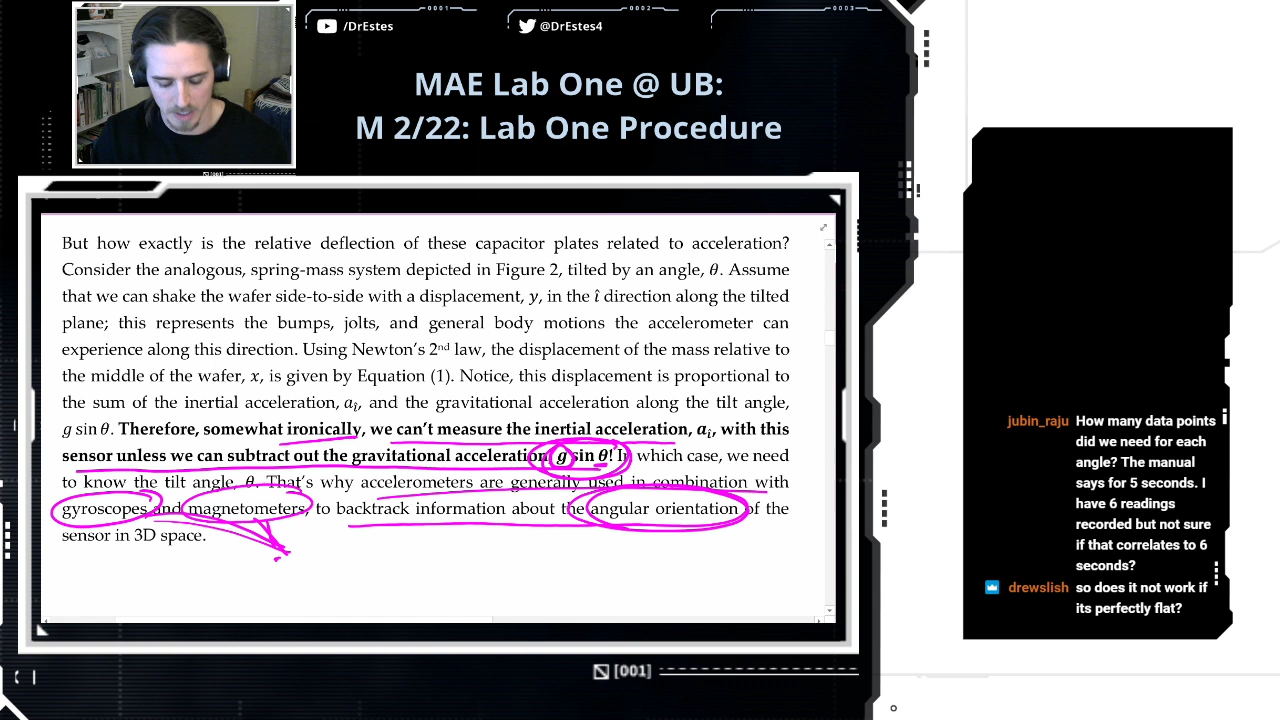 0001
0002
0003
/DrEstes
@DrEstes4
MAE Lab One @ UB:
M 2/22: Lab One Procedure
[001]
But how exactly is the relative deflection of these capacitor plates related to acceleration?
Consider the analogous, spring-mass system depicted in Figure 2, tilted by an angle, θ. Assume
that we can shake the wafer side-to-side with a displacement, y, in the î direction along the tilted
plane; this represents the bumps, jolts, and general body motions the accelerometer can
experience along this direction. Using Newton's 2nd law, the displacement of the mass relative to
the middle of the wafer, x, is given by Equation (1). Notice, this displacement is proportional to
the sum of the inertial acceleration, aî, and the gravitational acceleration along the tilt angle,
g sin θ. Therefore, somewhat ironically, we can't measure the inertial acceleration, aî, with this
sensor unless we can subtract out the gravitational acceleration g sin θ! In which case, we need
to know the tilt angle, θ. That's why accelerometers are generally used in combination with
gyroscopes and magnetometers, to backtrack information about the angular orientation of the
sensor in 3D space.
jubin_raju How many data points
did we need for each
angle? The manual
says for 5 seconds. I
have 6 readings
recorded but not sure
if that correlates to 6
seconds?
drewslish so does it not work if
its perfectly flat?
[001]